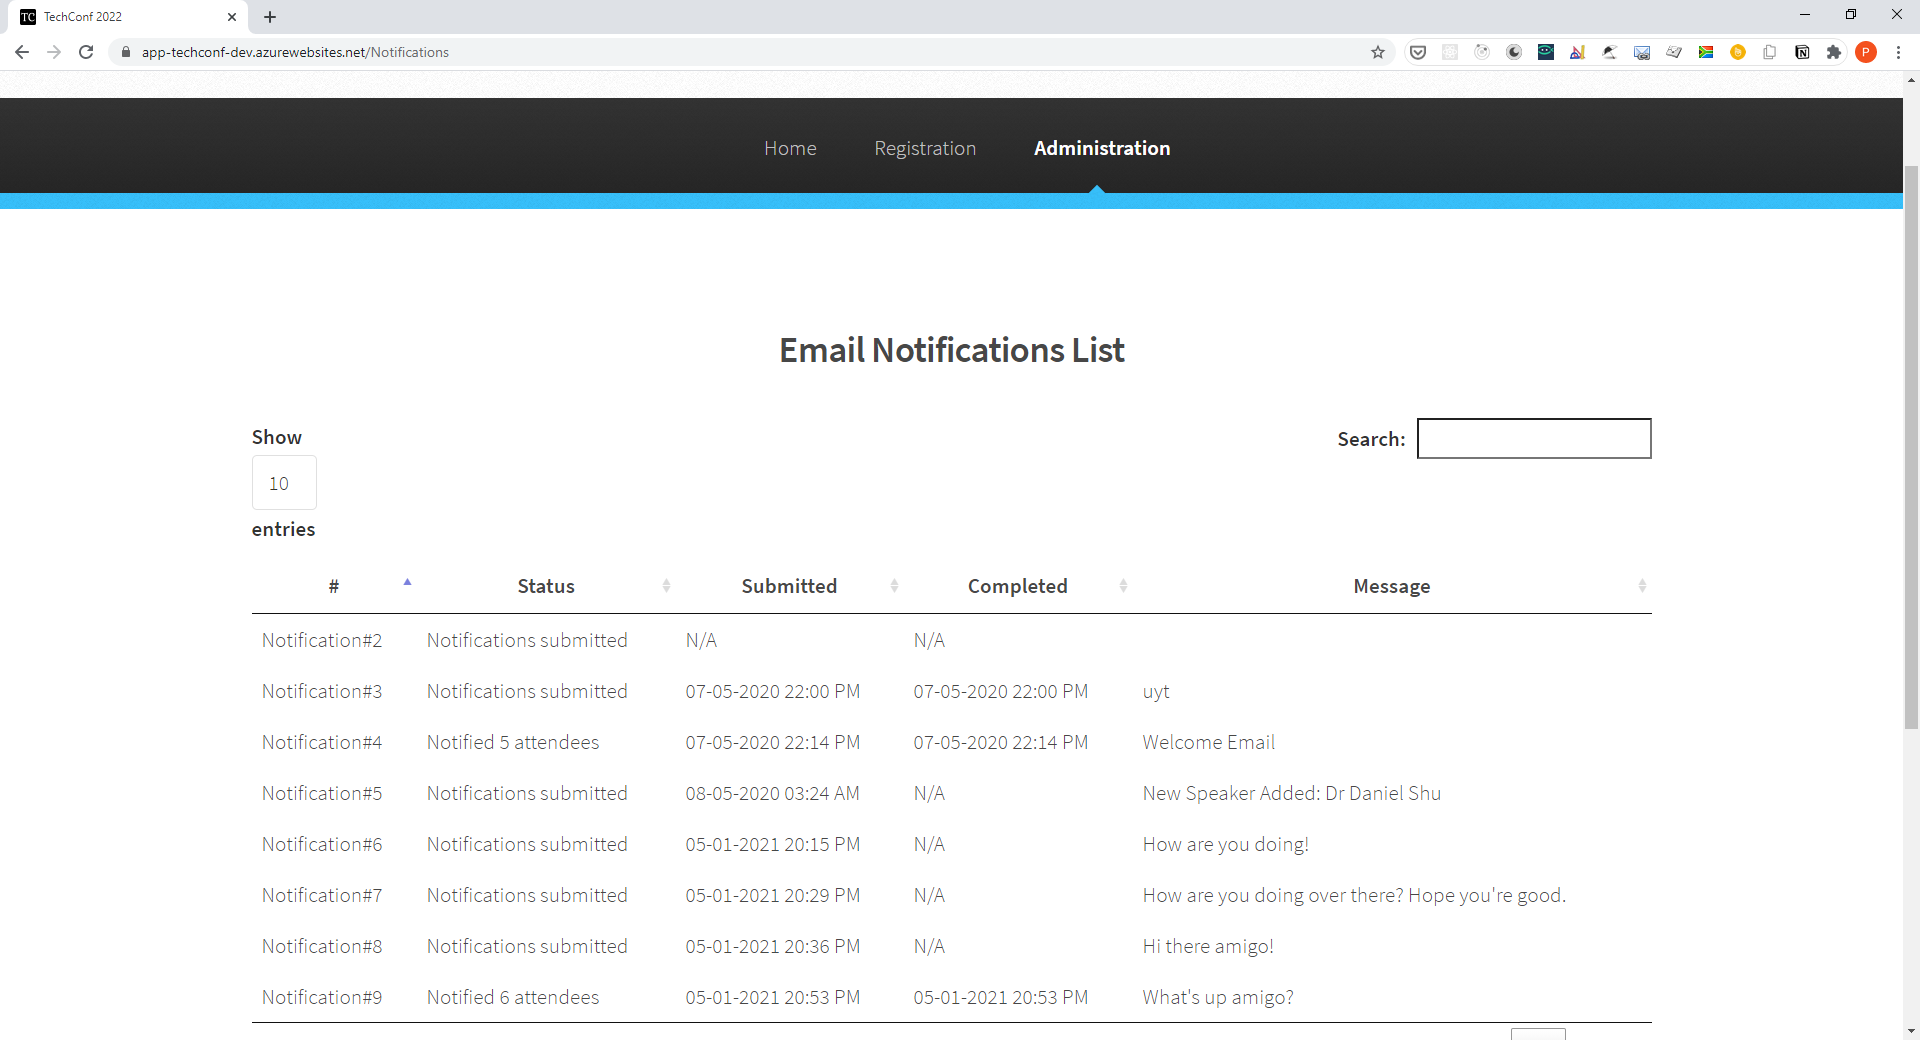 TechConf 2022
app-techconf-dev.azurewebsites.net/Notifications
Home Registration Administration
Email Notifications List
Show
10
entries
Search:
# Status Submitted Completed Message
Notification#2 Notifications submitted N/A N/A
Notification#3 Notifications submitted 07-05-2020 22:00 PM 07-05-2020 22:00 PM uyt
Notification#4 Notified 5 attendees 07-05-2020 22:14 PM 07-05-2020 22:14 PM Welcome Email
Notification#5 Notifications submitted 08-05-2020 03:24 AM N/A New Speaker Added: Dr Daniel Shu
Notification#6 Notifications submitted 05-01-2021 20:15 PM N/A How are you doing!
Notification#7 Notifications submitted 05-01-2021 20:29 PM N/A How are you doing over there? Hope you're good.
Notification#8 Notifications submitted 05-01-2021 20:36 PM N/A Hi there amigo!
Notification#9 Notified 6 attendees 05-01-2021 20:53 PM 05-01-2021 20:53 PM What's up amigo?